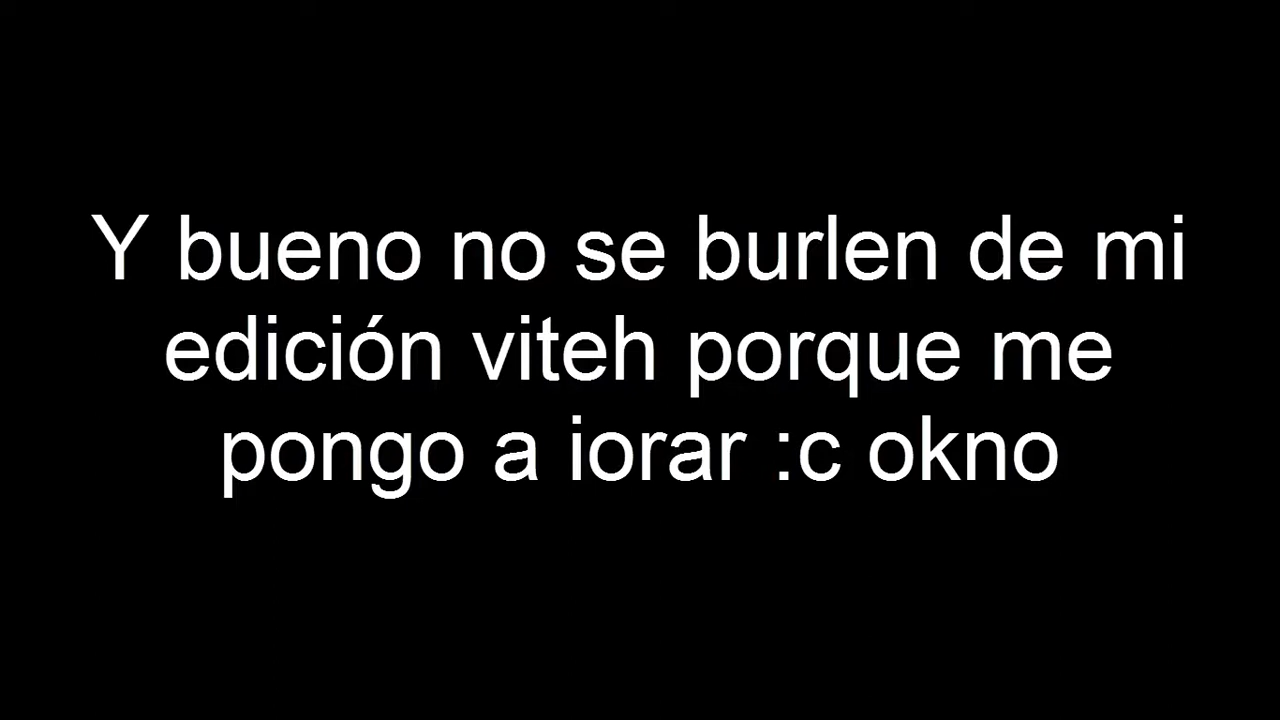 Y bueno no se burlen de mi
edición viteh porque me
pongo a iorar :c okno